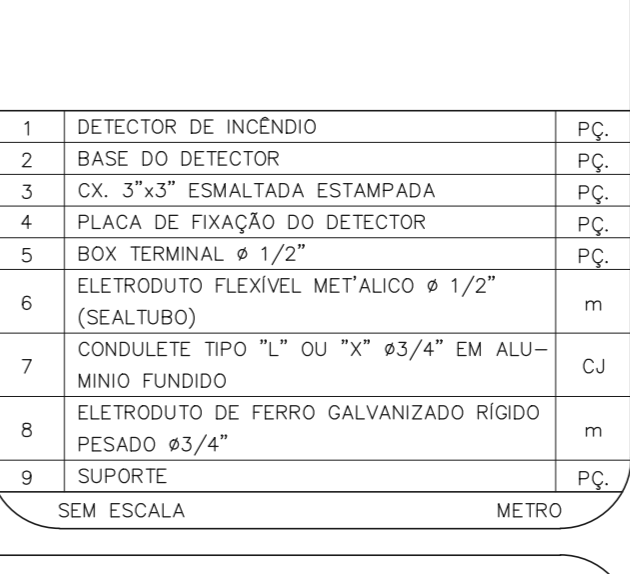 1 DETECTOR DE INCÊNDIO PÇ.
2 BASE DO DETECTOR PÇ.
3 CX. 3"x3" ESMALTADA ESTAMPADA PÇ.
4 PLACA DE FIXAÇÃO DO DETECTOR PÇ.
5 BOX TERMINAL ø 1/2" PÇ.
6 ELETRODUTO FLEXÍVEL MET'ALICO ø 1/2"
(SEALTUBO) m
7 CONDULETE TIPO "L" OU "X" ø3/4" EM ALU-
MINIO FUNDIDO CJ
8 ELETRODUTO DE FERRO GALVANIZADO RÍGIDO
PESADO ø3/4" m
9 SUPORTE PÇ.
SEM ESCALA METRO